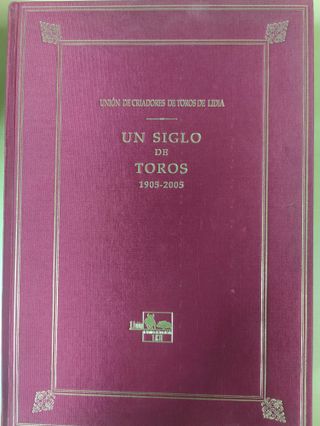 UNIÓN DE CRIADORES DE TOROS DE LIDIA
UN SIGLO
DE
TOROS
1905-2005